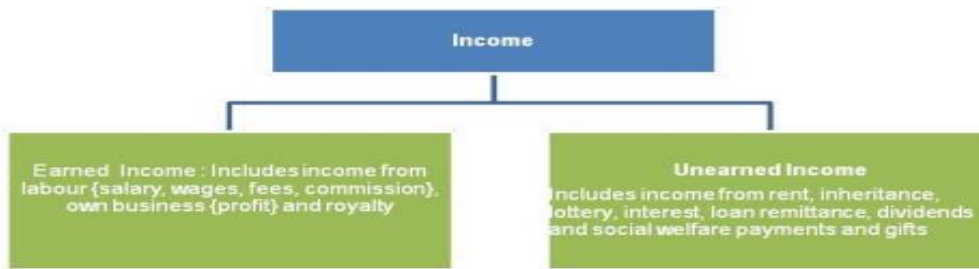 Income
Earned Income : Includes income from
labour {salary, wages, fees, commission},
own business {profit} and royalty
Unearned Income
Includes income from rent, inheritance,
lottery, interest, loan remittance, dividends
and social welfare payments and gifts